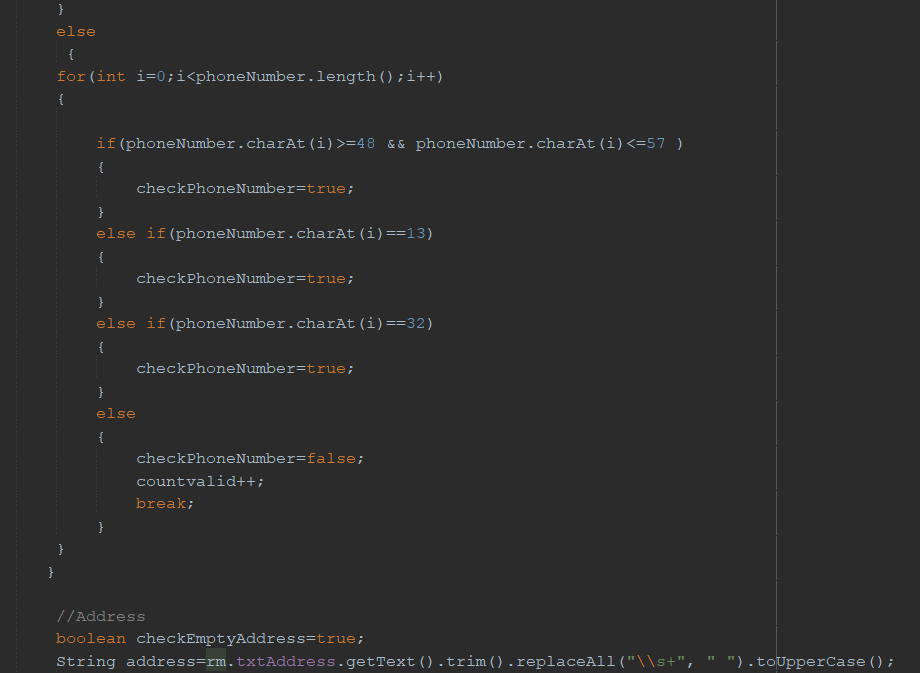 }
else
{
for(int i=0;i<phoneNumber.length();i++)
{
if(phoneNumber.charAt(i)>=48 && phoneNumber.charAt(i)<=57 )
{
checkPhoneNumber=true;
}
else if(phoneNumber.charAt(i)==13)
{
checkPhoneNumber=true;
}
else if(phoneNumber.charAt(i)==32)
{
checkPhoneNumber=true;
}
else
{
checkPhoneNumber=false;
countvalid++;
break;
}
}
}
//Address
boolean checkEmptyAddress=true;
String address=rm.txtAddress.getText().trim().replaceAll("\\s+", " ").toUpperCase();